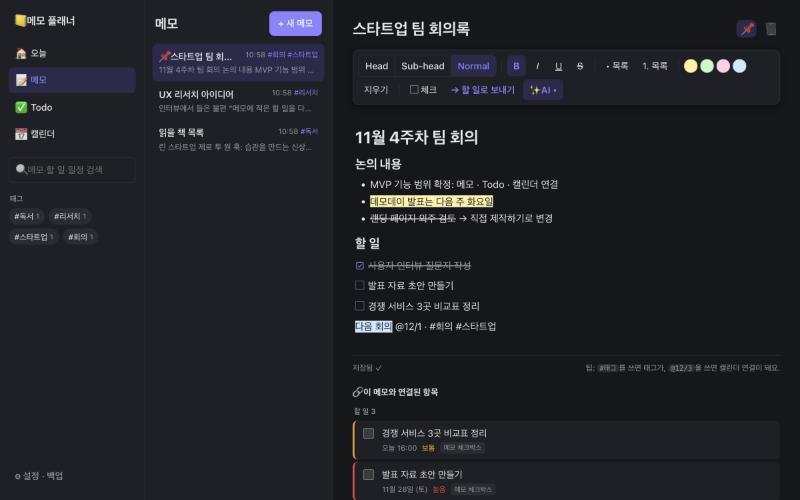 메모 플래너
오늘
메모
Todo
캘린더
메모·할 일·일정 검색
태그
#독서 1 #리서치 1
#스타트업 1 #회의 1
설정 · 백업
메모
+ 새 메모
스타트업 팀 회... 10:58 #회의 #스타트업
11월 4주차 팀 회의 논의 내용 MVP 기능 범위 ...
UX 리서치 아이디어 10:58 #리서치
인터뷰에서 들은 불편 "메모에 적은 할 일을 다...
읽을 책 목록 10:58 #독서
린 스타트업 제로 투 원 훅: 습관을 만드는 신상...
스타트업 팀 회의록
Head Sub-head Normal B I U S • 목록 1. 목록
지우기 체크 → 할 일로 보내기 ✨AI
11월 4주차 팀 회의
논의 내용
• MVP 기능 범위 확정: 메모 · Todo · 캘린더 연결
• 데모데이 발표는 다음 주 화요일
• 랜딩 페이지 외주 검토 → 직접 제작하기로 변경
할 일
사용자 인터뷰 질문지 작성
발표 자료 초안 만들기
경쟁 서비스 3곳 비교표 정리
다음 회의 @12/1 · #회의 #스타트업
저장됨 ✓ 팁: #태그 를 쓰면 태그가, @12/3 을 쓰면 캘린더 연결이 돼요.
이 메모와 연결된 항목
할 일 3
경쟁 서비스 3곳 비교표 정리
오늘 16:00 보통 메모 체크박스
발표 자료 초안 만들기
11월 28일 (토) 높음 메모 체크박스